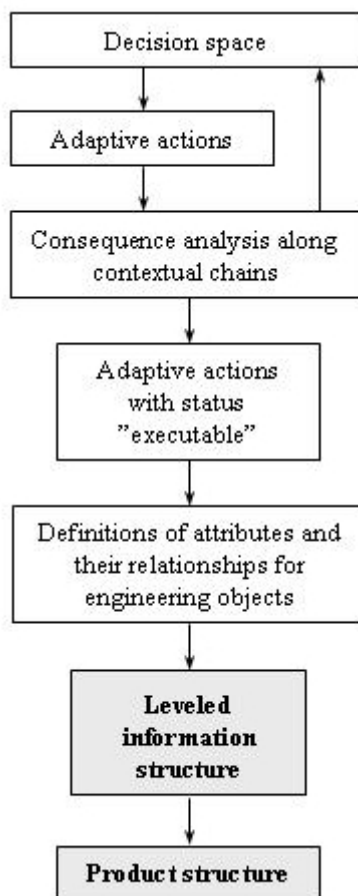 Decision space
Adaptive actions
Consequence analysis along
contextual chains
Adaptive actions
with status
”executable”
Definitions of attributes and
their relationships for
engineering objects
Leveled
information
structure
Product structure